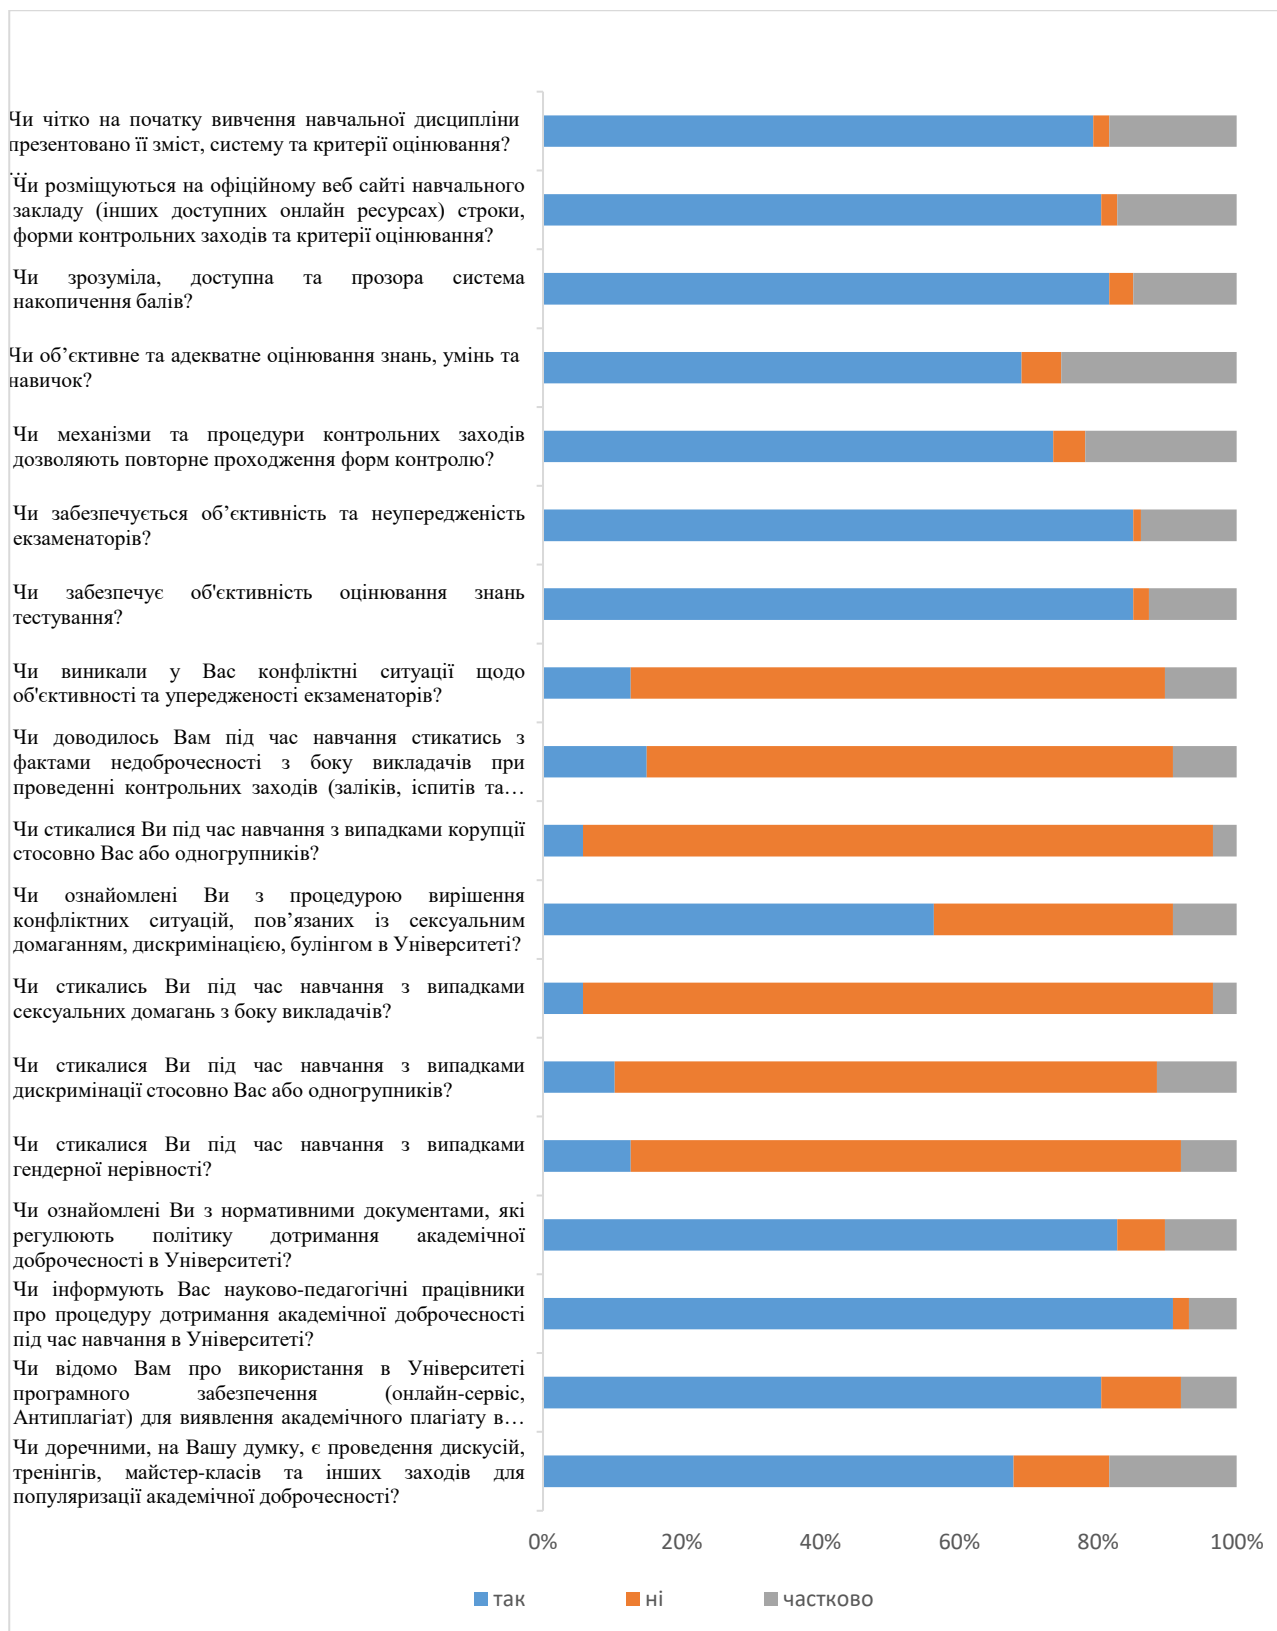 Чи чітко на початку вивчення навчальної дисципліни
презентовано її зміст, систему та критерії оцінювання?
…
Чи розміщуються на офіційному веб сайті навчального
закладу (інших доступних онлайн ресурсах) строки,
форми контрольних заходів та критерії оцінювання?
Чи зрозуміла, доступна та прозора система
накопичення балів?
Чи об’єктивне та адекватне оцінювання знань, умінь та
навичок?
Чи механізми та процедури контрольних заходів
дозволяють повторне проходження форм контролю?
Чи забезпечується об’єктивність та неупередженість
екзаменаторів?
Чи забезпечує об'єктивність оцінювання знань
тестування?
Чи виникали у Вас конфліктні ситуації щодо
об'єктивності та упередженості екзаменаторів?
Чи доводилось Вам під час навчання стикатись з
фактами недоброчесності з боку викладачів при
проведенні контрольних заходів (заліків, іспитів та…
Чи стикалися Ви під час навчання з випадками корупції
стосовно Вас або одногрупників?
Чи ознайомлені Ви з процедурою вирішення
конфліктних ситуацій, пов’язаних із сексуальним
домаганням, дискримінацією, булінгом в Університеті?
Чи стикались Ви під час навчання з випадками
сексуальних домагань з боку викладачів?
Чи стикалися Ви під час навчання з випадками
дискримінації стосовно Вас або одногрупників?
Чи стикалися Ви під час навчання з випадками
гендерної нерівності?
Чи ознайомлені Ви з нормативними документами, які
регулюють політику дотримання академічної
доброчесності в Університеті?
Чи інформують Вас науково-педагогічні працівники
про процедуру дотримання академічної доброчесності
під час навчання в Університеті?
Чи відомо Вам про використання в Університеті
програмного забезпечення (онлайн-сервіс,
Антиплагіат) для виявлення академічного плагіату в…
Чи доречними, на Вашу думку, є проведення дискусій,
тренінгів, майстер-класів та інших заходів для
популяризації академічної доброчесності?
0% 20% 40% 60% 80% 100%
так ні частково